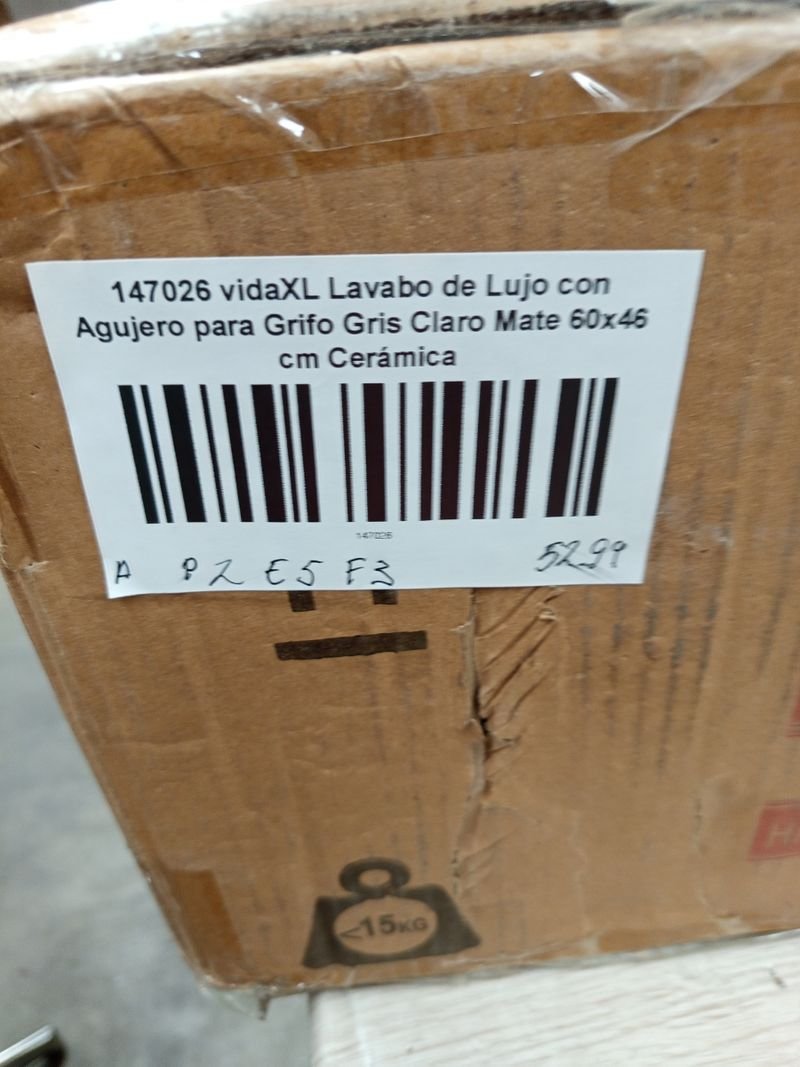 147026 vidaXL Lavabo de Lujo con
Agujero para Grifo Gris Claro Mate 60x46
cm Cerámica
147026
A P2 E5 F3 52.99
<15KG